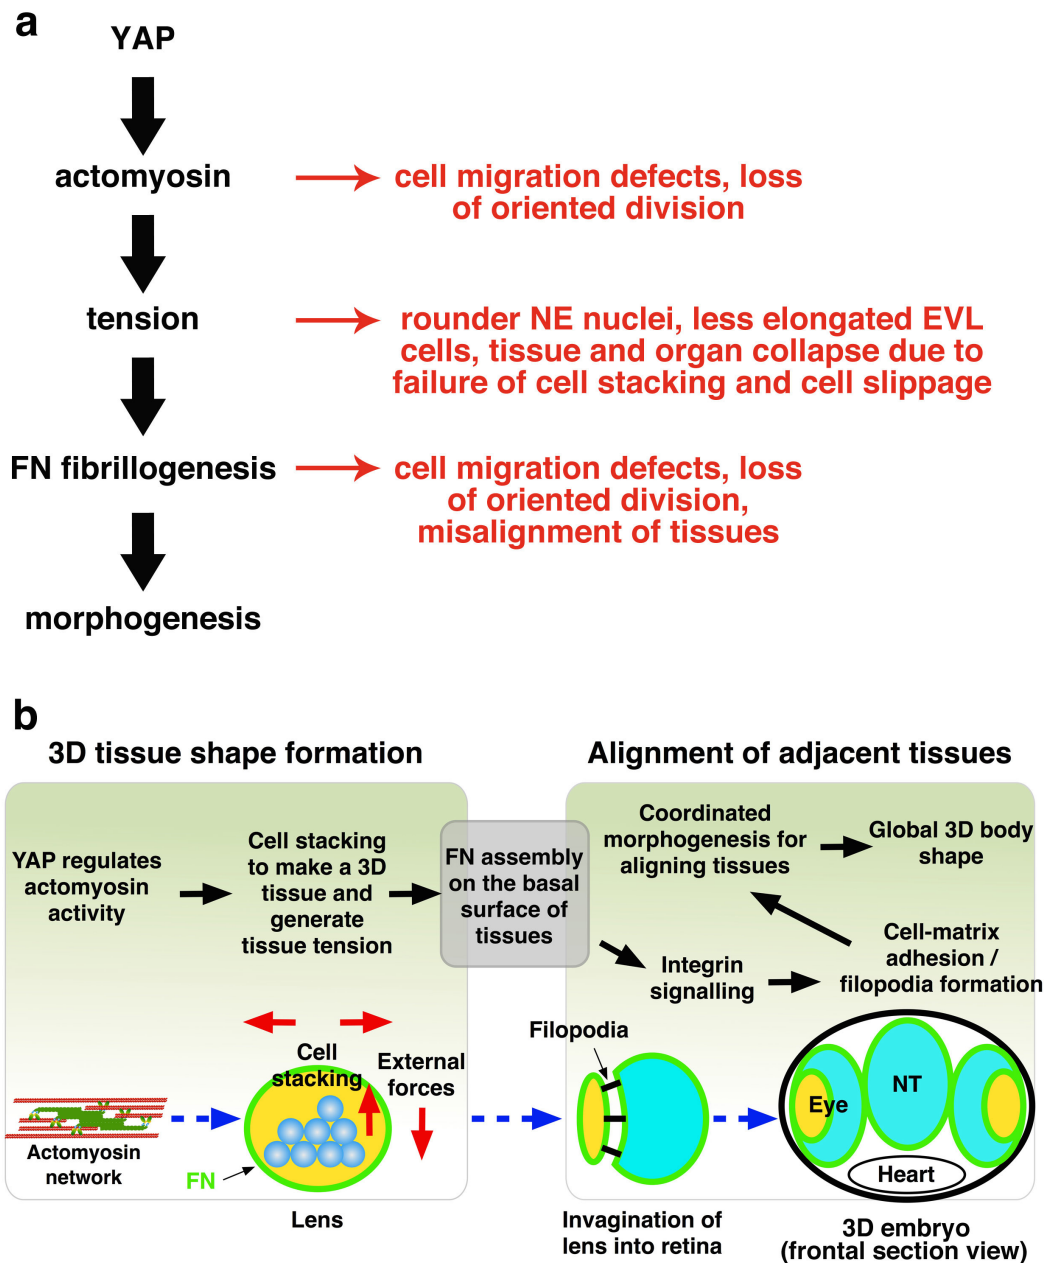 a
YAP
actomyosin
cell migration defects, loss
of oriented division
tension
rounder NE nuclei, less elongated EVL
cells, tissue and organ collapse due to
failure of cell stacking and cell slippage
FN fibrillogenesis
cell migration defects, loss
of oriented division,
misalignment of tissues
morphogenesis
b
3D tissue shape formation
YAP regulates
actomyosin
activity
Cell stacking
to make a 3D
tissue and
generate
tissue tension
FN assembly
on the basal
surface of
tissues
Alignment of adjacent tissues
Coordinated
morphogenesis for
aligning tissues
Global 3D body
shape
Integrin
signalling
Cell-matrix
adhesion /
filopodia formation
Actomyosin
network
Cell
stacking
External
forces
FN
Lens
Filopodia
Invagination of
lens into retina
Eye
NT
Heart
3D embryo
(frontal section view)